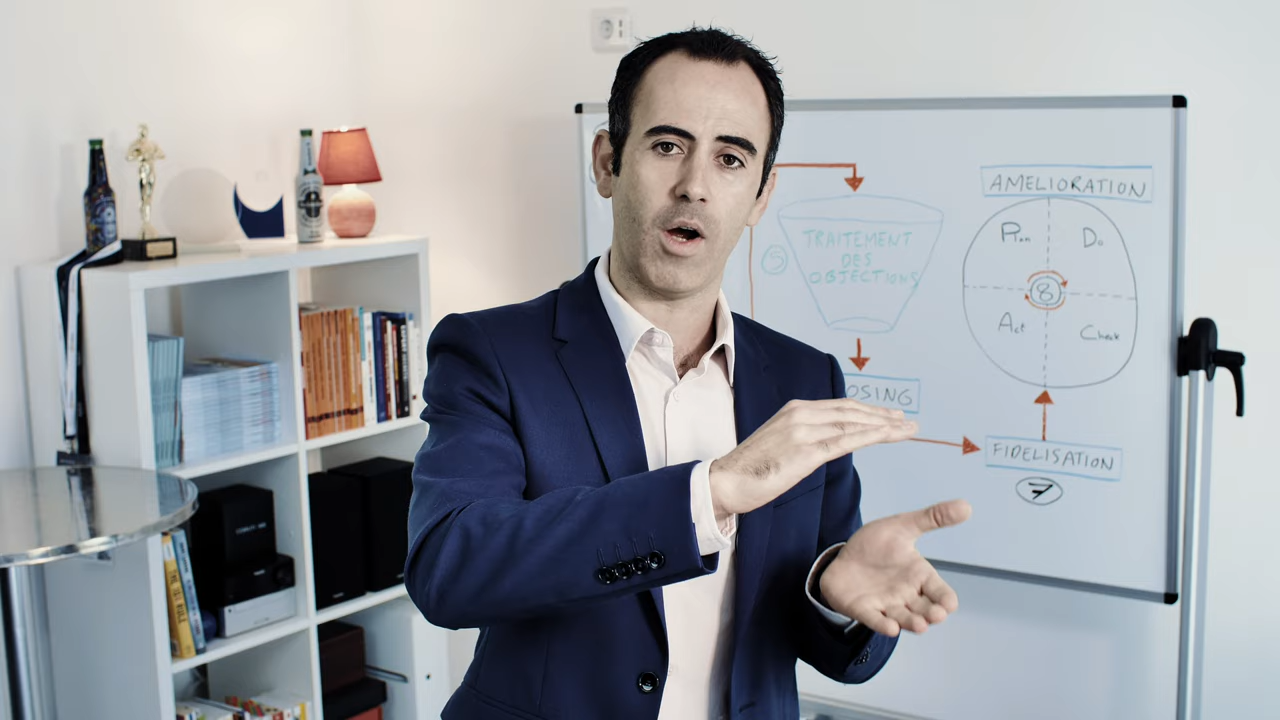 AMELIORATION
Plan
Do
8
Act
Check
5
TRAITEMENT
DES
OBJECTIONS
OSING
FIDELISATION
7